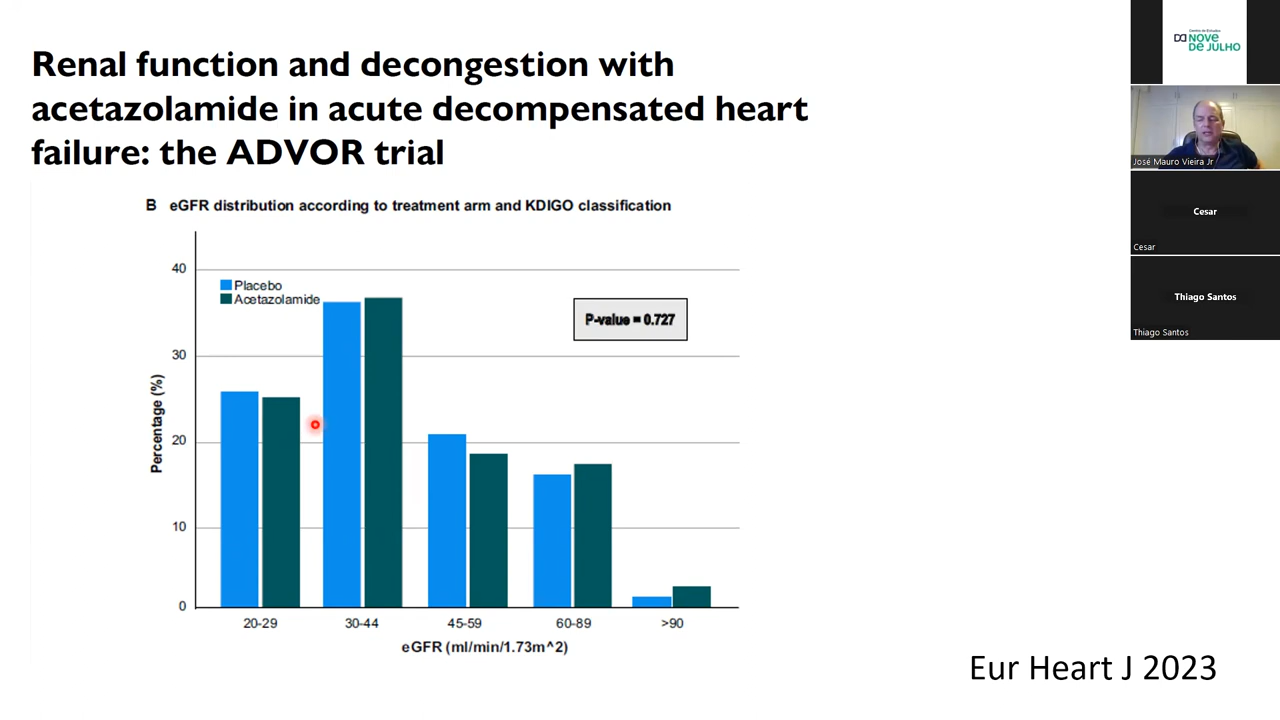 Renal function and decongestion with
acetazolamide in acute decompensated heart
failure: the ADVOR trial
B eGFR distribution according to treatment arm and KDIGO classification
40
30
20
10
0
Percentage (%)
Placebo
Acetazolamide
P-value = 0.727
20-29 30-44 45-59 60-89 >90
eGFR (ml/min/1.73m^2)
Eur Heart J 2023
Centro de Estudos
NOVE
DE JULHO
José Mauro Vieira Jr
Cesar
Cesar
Thiago Santos
Thiago Santos